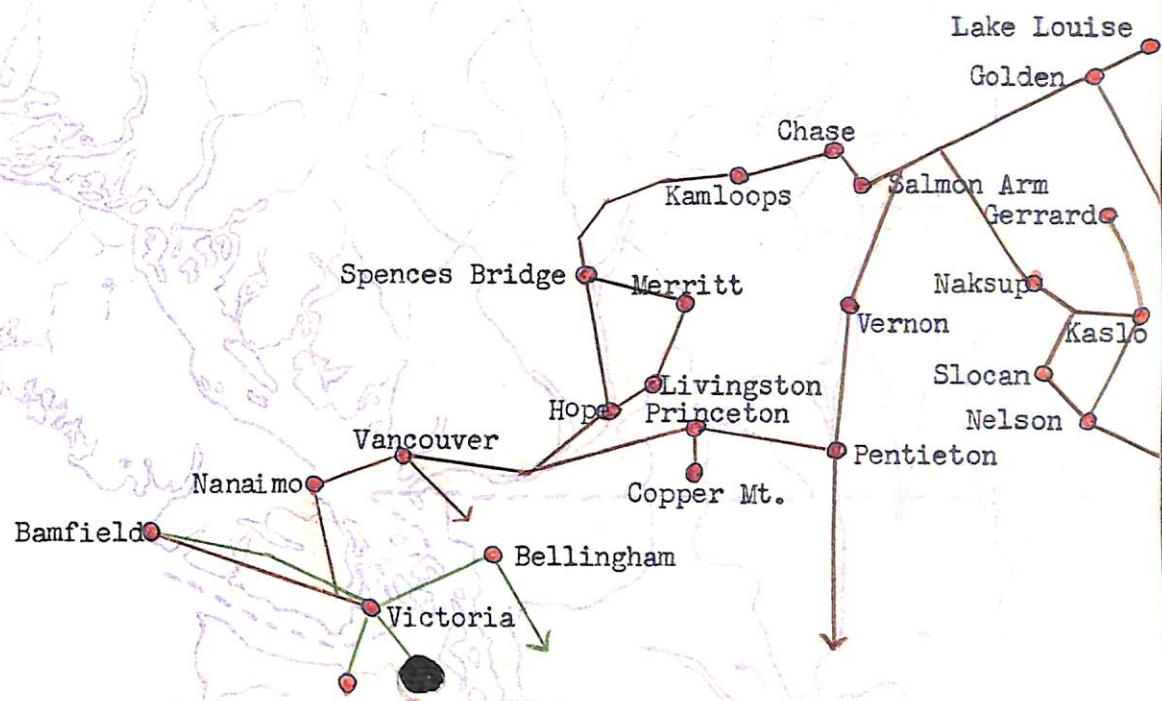 Lake Louise
Golden
Chase
Kamloops
Salmon Arm
Gerrard
Spences Bridge
Merritt
Naksup
Vernon
Kaslo
Slocan
Livingston
Hope
Princeton
Nelson
Vancouver
Pentieton
Nanaimo
Copper Mt.
Bamfield
Bellingham
Victoria